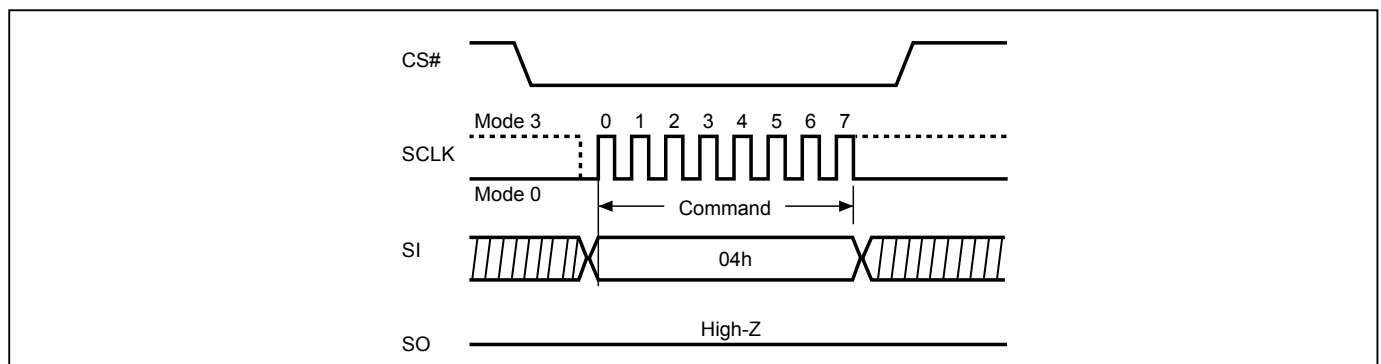 CS#
Mode 3 0 1 2 3 4 5 6 7
SCLK
Mode 0
Command
SI
04h
High-Z
SO